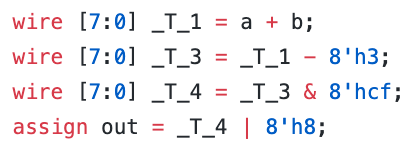 wire [7:0] _T_1 = a + b;
wire [7:0] _T_3 = _T_1 - 8'h3;
wire [7:0] _T_4 = _T_3 & 8'hcf;
assign out = _T_4 | 8'h8;